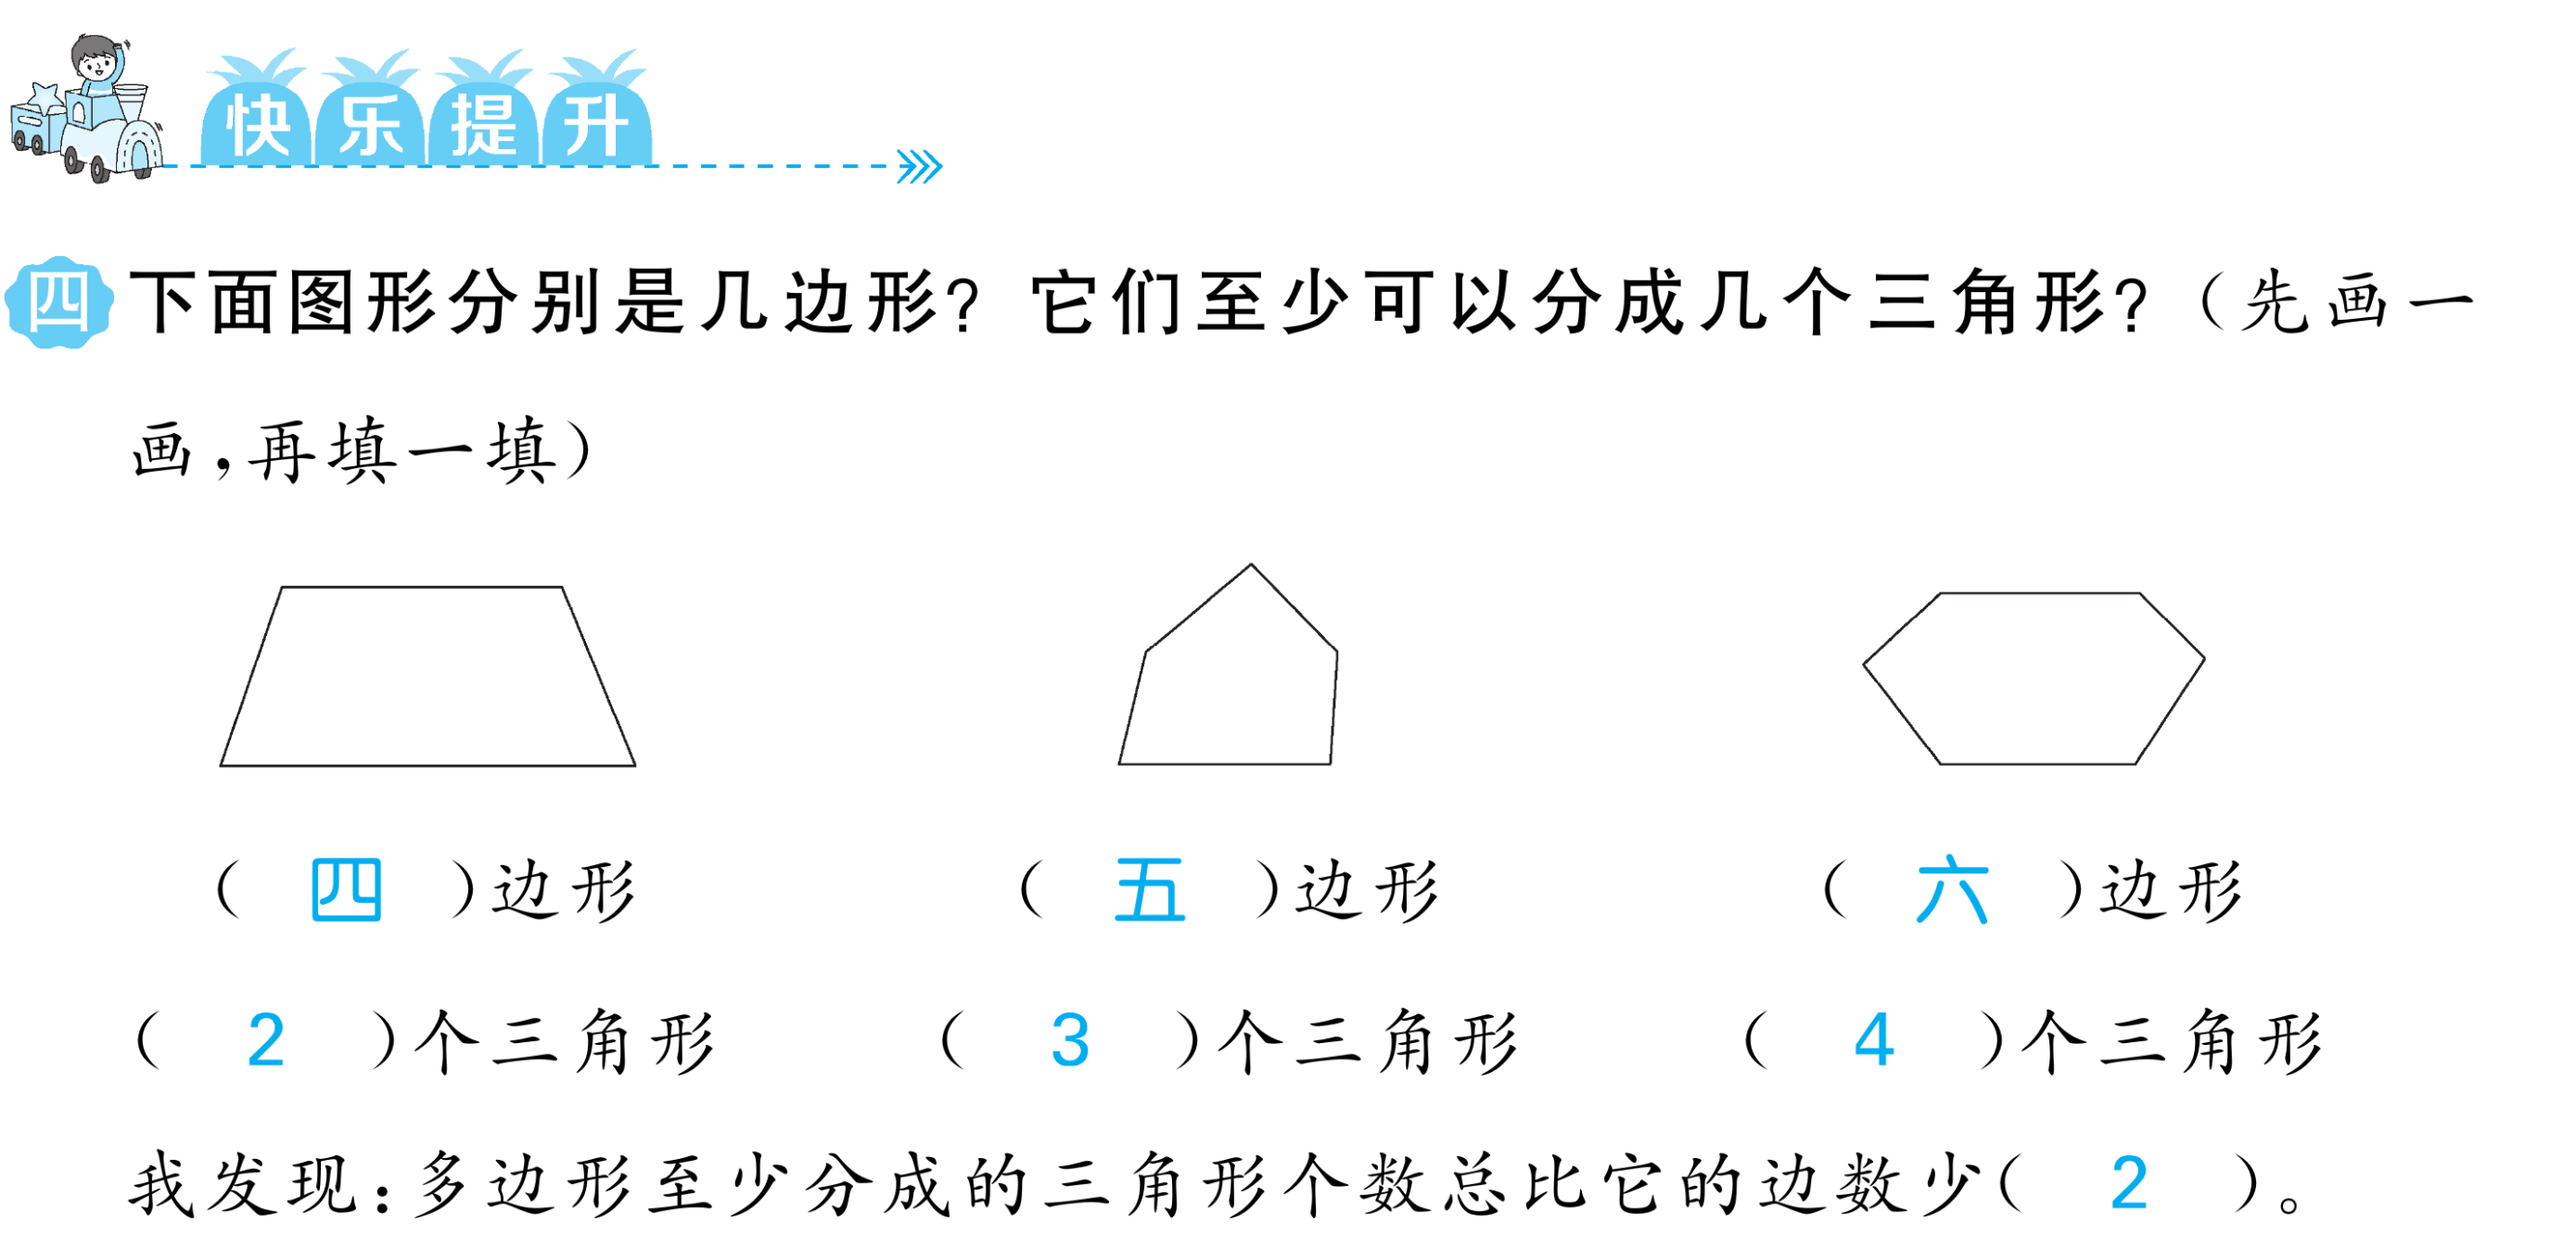 快乐提升
四 下面图形分别是几边形？它们至少可以分成几个三角形？（先画一
画，再填一填）
（ 四 ）边形 （ 五 ）边形 （ 六 ）边形
（ 2 ）个三角形 （ 3 ）个三角形 （ 4 ）个三角形
我发现：多边形至少分成的三角形个数总比它的边数少（ 2 ）。